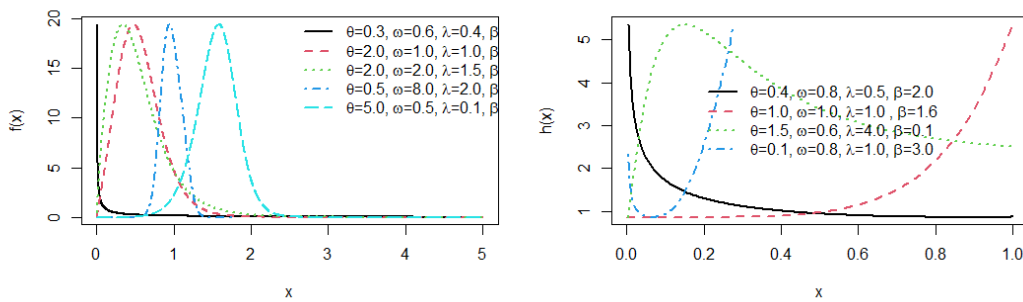 f(x)
20
15
10
5
0
θ=0.3, ω=0.6, λ=0.4, β
θ=2.0, ω=1.0, λ=1.0, β
θ=2.0, ω=2.0, λ=1.5, β
θ=0.5, ω=8.0, λ=2.0, β
θ=5.0, ω=0.5, λ=0.1, β
0 1 2 3 4 5
x
h(x)
5
4
3
2
1
θ=0.4, ω=0.8, λ=0.5, β=2.0
θ=1.0, ω=1.0, λ=1.0 , β=1.6
θ=1.5, ω=0.6, λ=4.0, β=0.1
θ=0.1, ω=0.8, λ=1.0, β=3.0
0.0 0.2 0.4 0.6 0.8 1.0
x